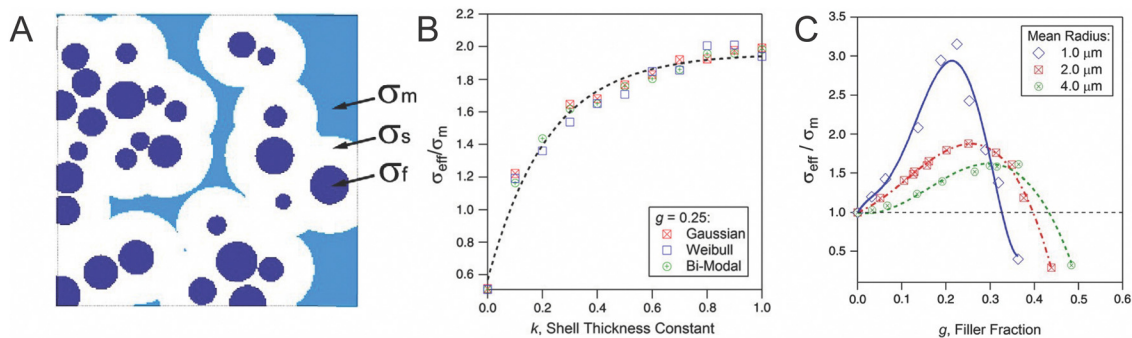 A
σm
σs
σf
B
σeff/σm
2.2
2.0
1.8
1.6
1.4
1.2
1.0
0.8
0.6
0.0
0.2
0.4
0.6
0.8
1.0
k, Shell Thickness Constant
g = 0.25:
Gaussian
Weibull
Bi-Modal
C
σeff / σm
3.5
3.0
2.5
2.0
1.5
1.0
0.5
0.0
0.1
0.2
0.3
0.4
0.5
0.6
g, Filler Fraction
Mean Radius:
1.0 μm
2.0 μm
4.0 μm